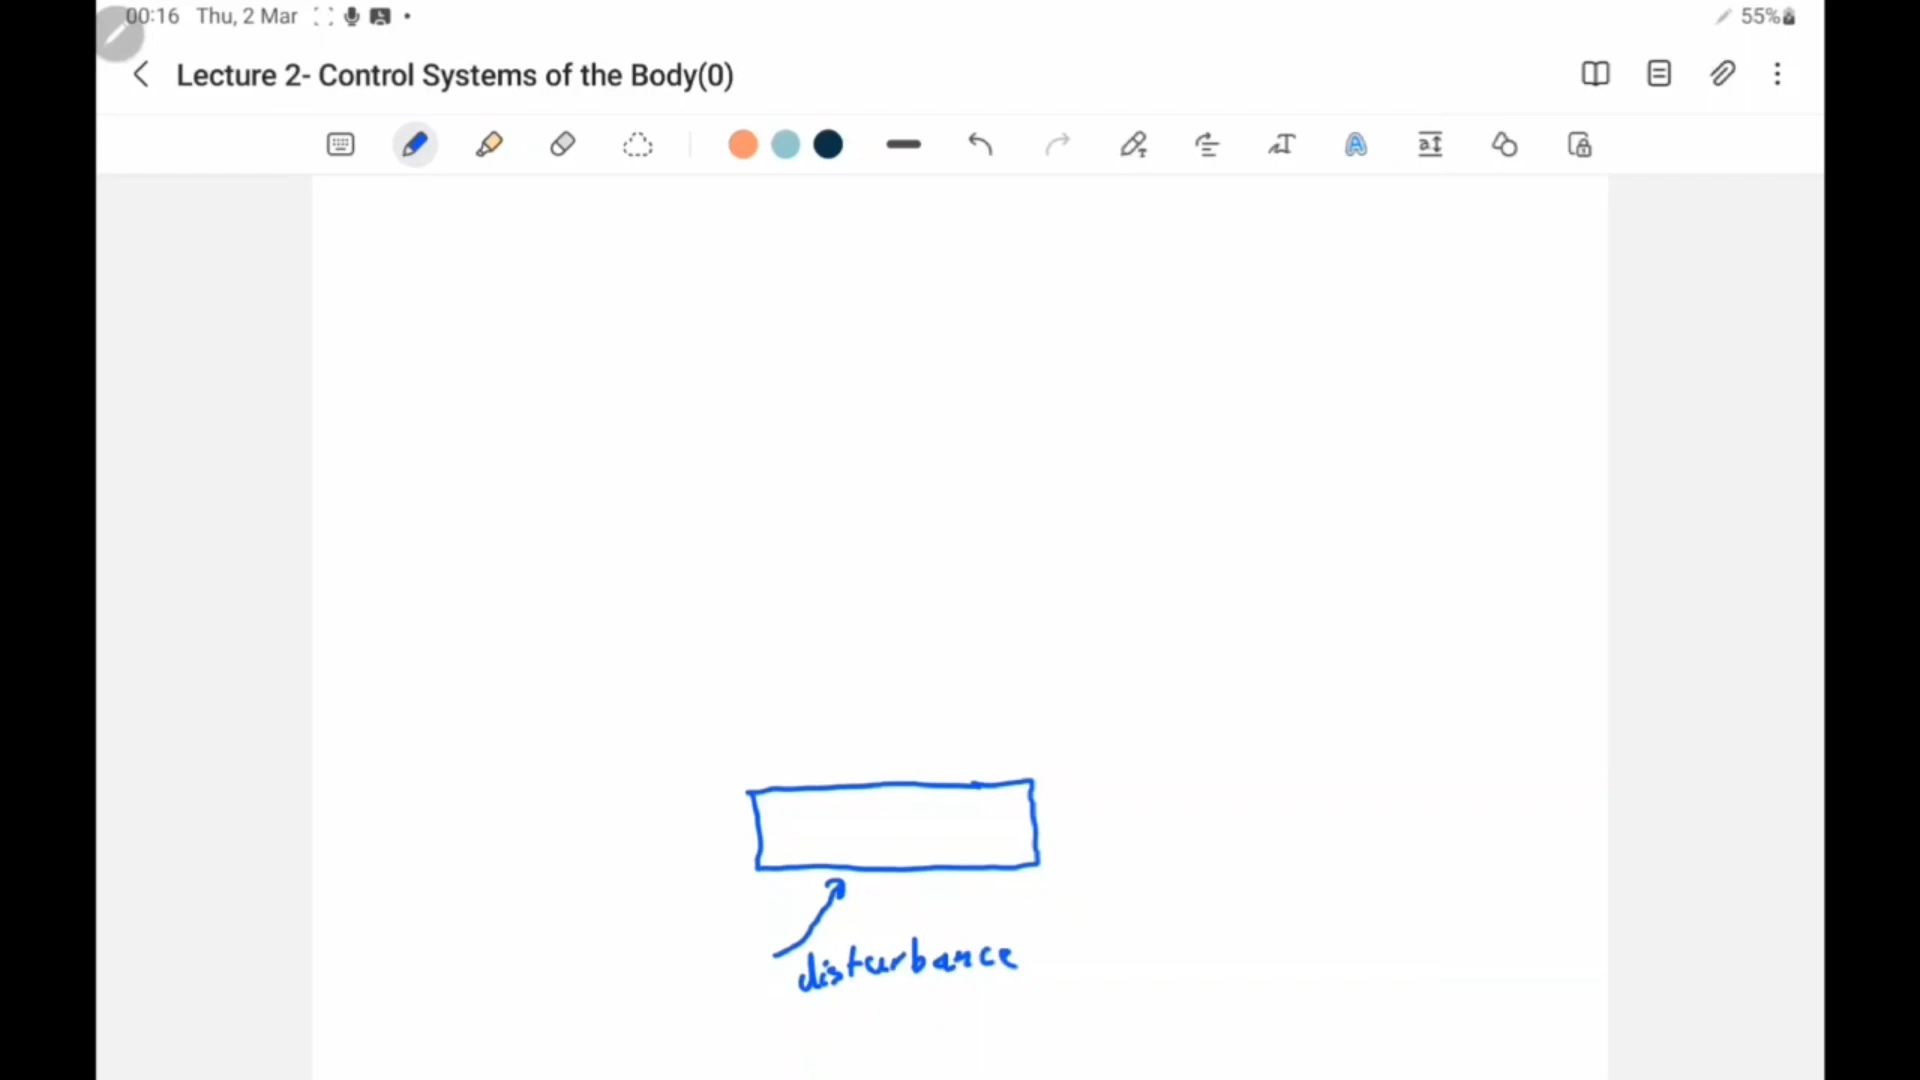 00:16 Thu, 2 Mar 55%
Lecture 2- Control Systems of the Body(0)
disturbance